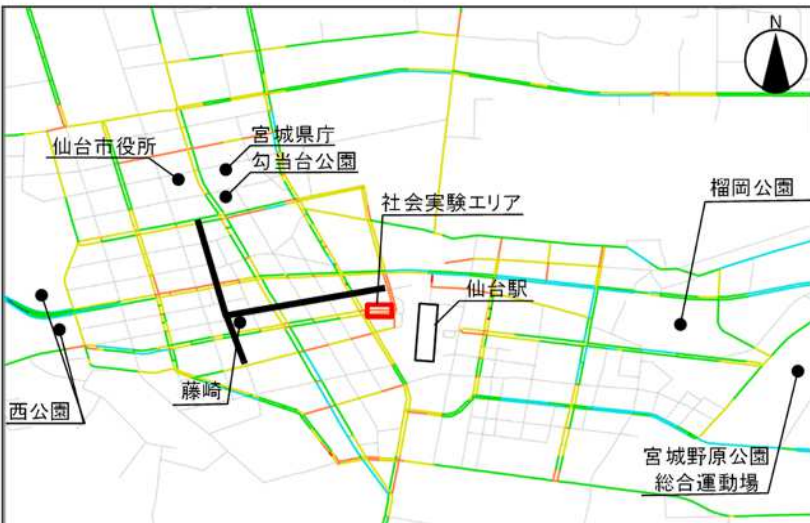 N
宮城県庁
仙台市役所
勾当台公園
社会実験エリア
榴岡公園
仙台駅
藤崎
西公園
宮城野原公園
総合運動場